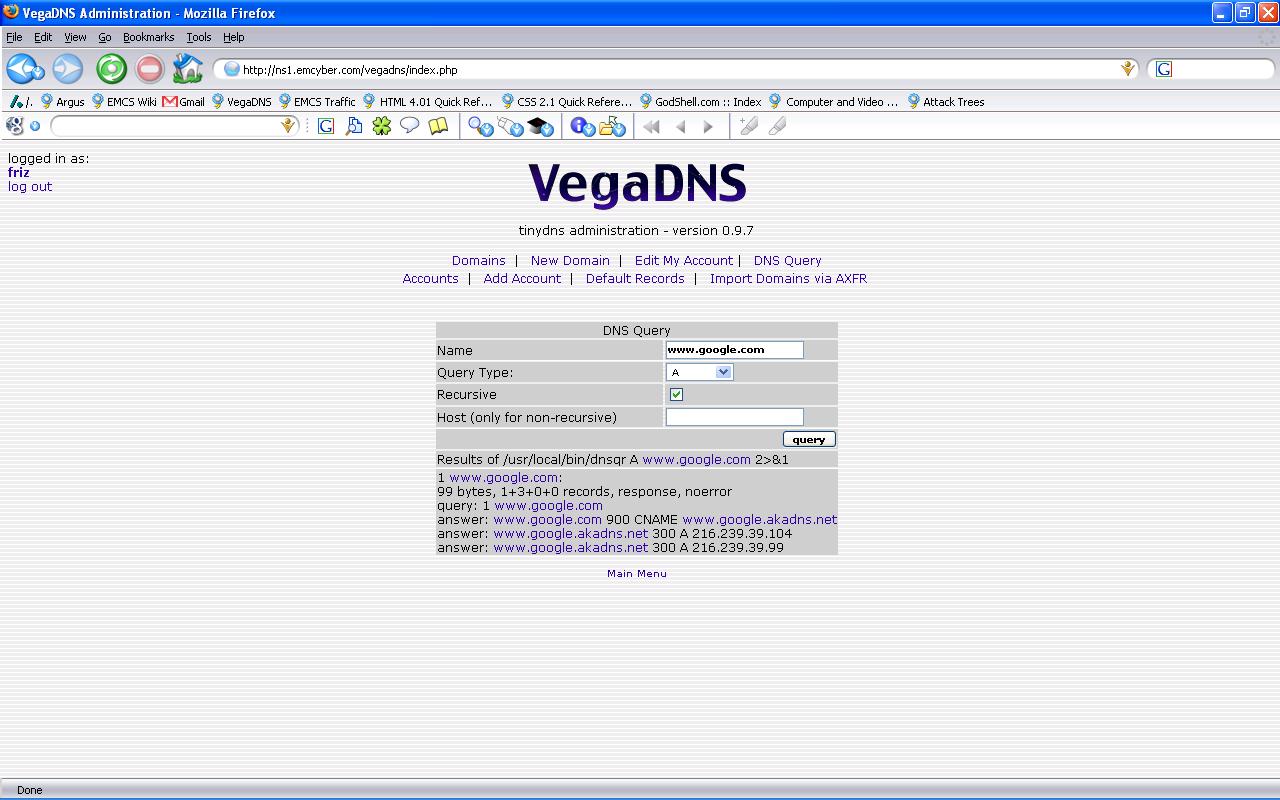 VegaDNS Administration - Mozilla Firefox
File Edit View Go Bookmarks Tools Help
http://ns1.emcyber.com/vegadns/index.php
G
/. Argus EMCS Wiki Gmail VegaDNS EMCS Traffic HTML 4.01 Quick Ref... CSS 2.1 Quick Refere... GodShell.com :: Index Computer and Video ... Attack Trees
G
logged in as:
friz
log out
VegaDNS
tinydns administration - version 0.9.7
Domains | New Domain | Edit My Account | DNS Query
Accounts | Add Account | Default Records | Import Domains via AXFR
DNS Query
Name www.google.com
Query Type: A
Recursive
Host (only for non-recursive)
query
Results of /usr/local/bin/dnsqr A www.google.com 2>&1
1 www.google.com:
99 bytes, 1+3+0+0 records, response, noerror
query: 1 www.google.com
answer: www.google.com 900 CNAME www.google.akadns.net
answer: www.google.akadns.net 300 A 216.239.39.104
answer: www.google.akadns.net 300 A 216.239.39.99
Main Menu
Done